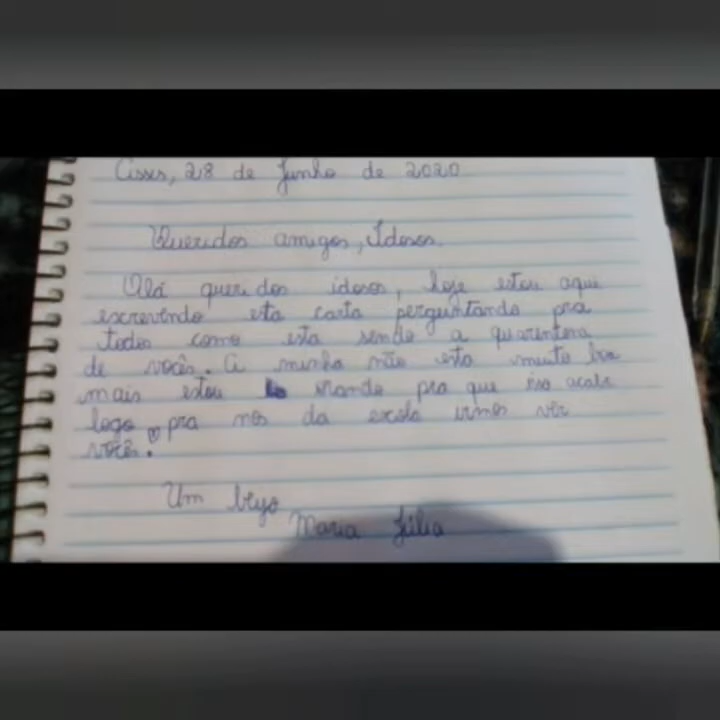 Assis, 28 de Junho de 2020
Queridos amigos, Idosos.
Olá queridos idosos, hoje estou aqui
escrevendo esta carta perguntando pra
todos como esta sendo a quarentena
de vocês. A minha não esta muito boa
mais estou orando pra que isso acabe
logo, pra nos da escola irmos ver
vocês.
Um beijo
Maria Júlia